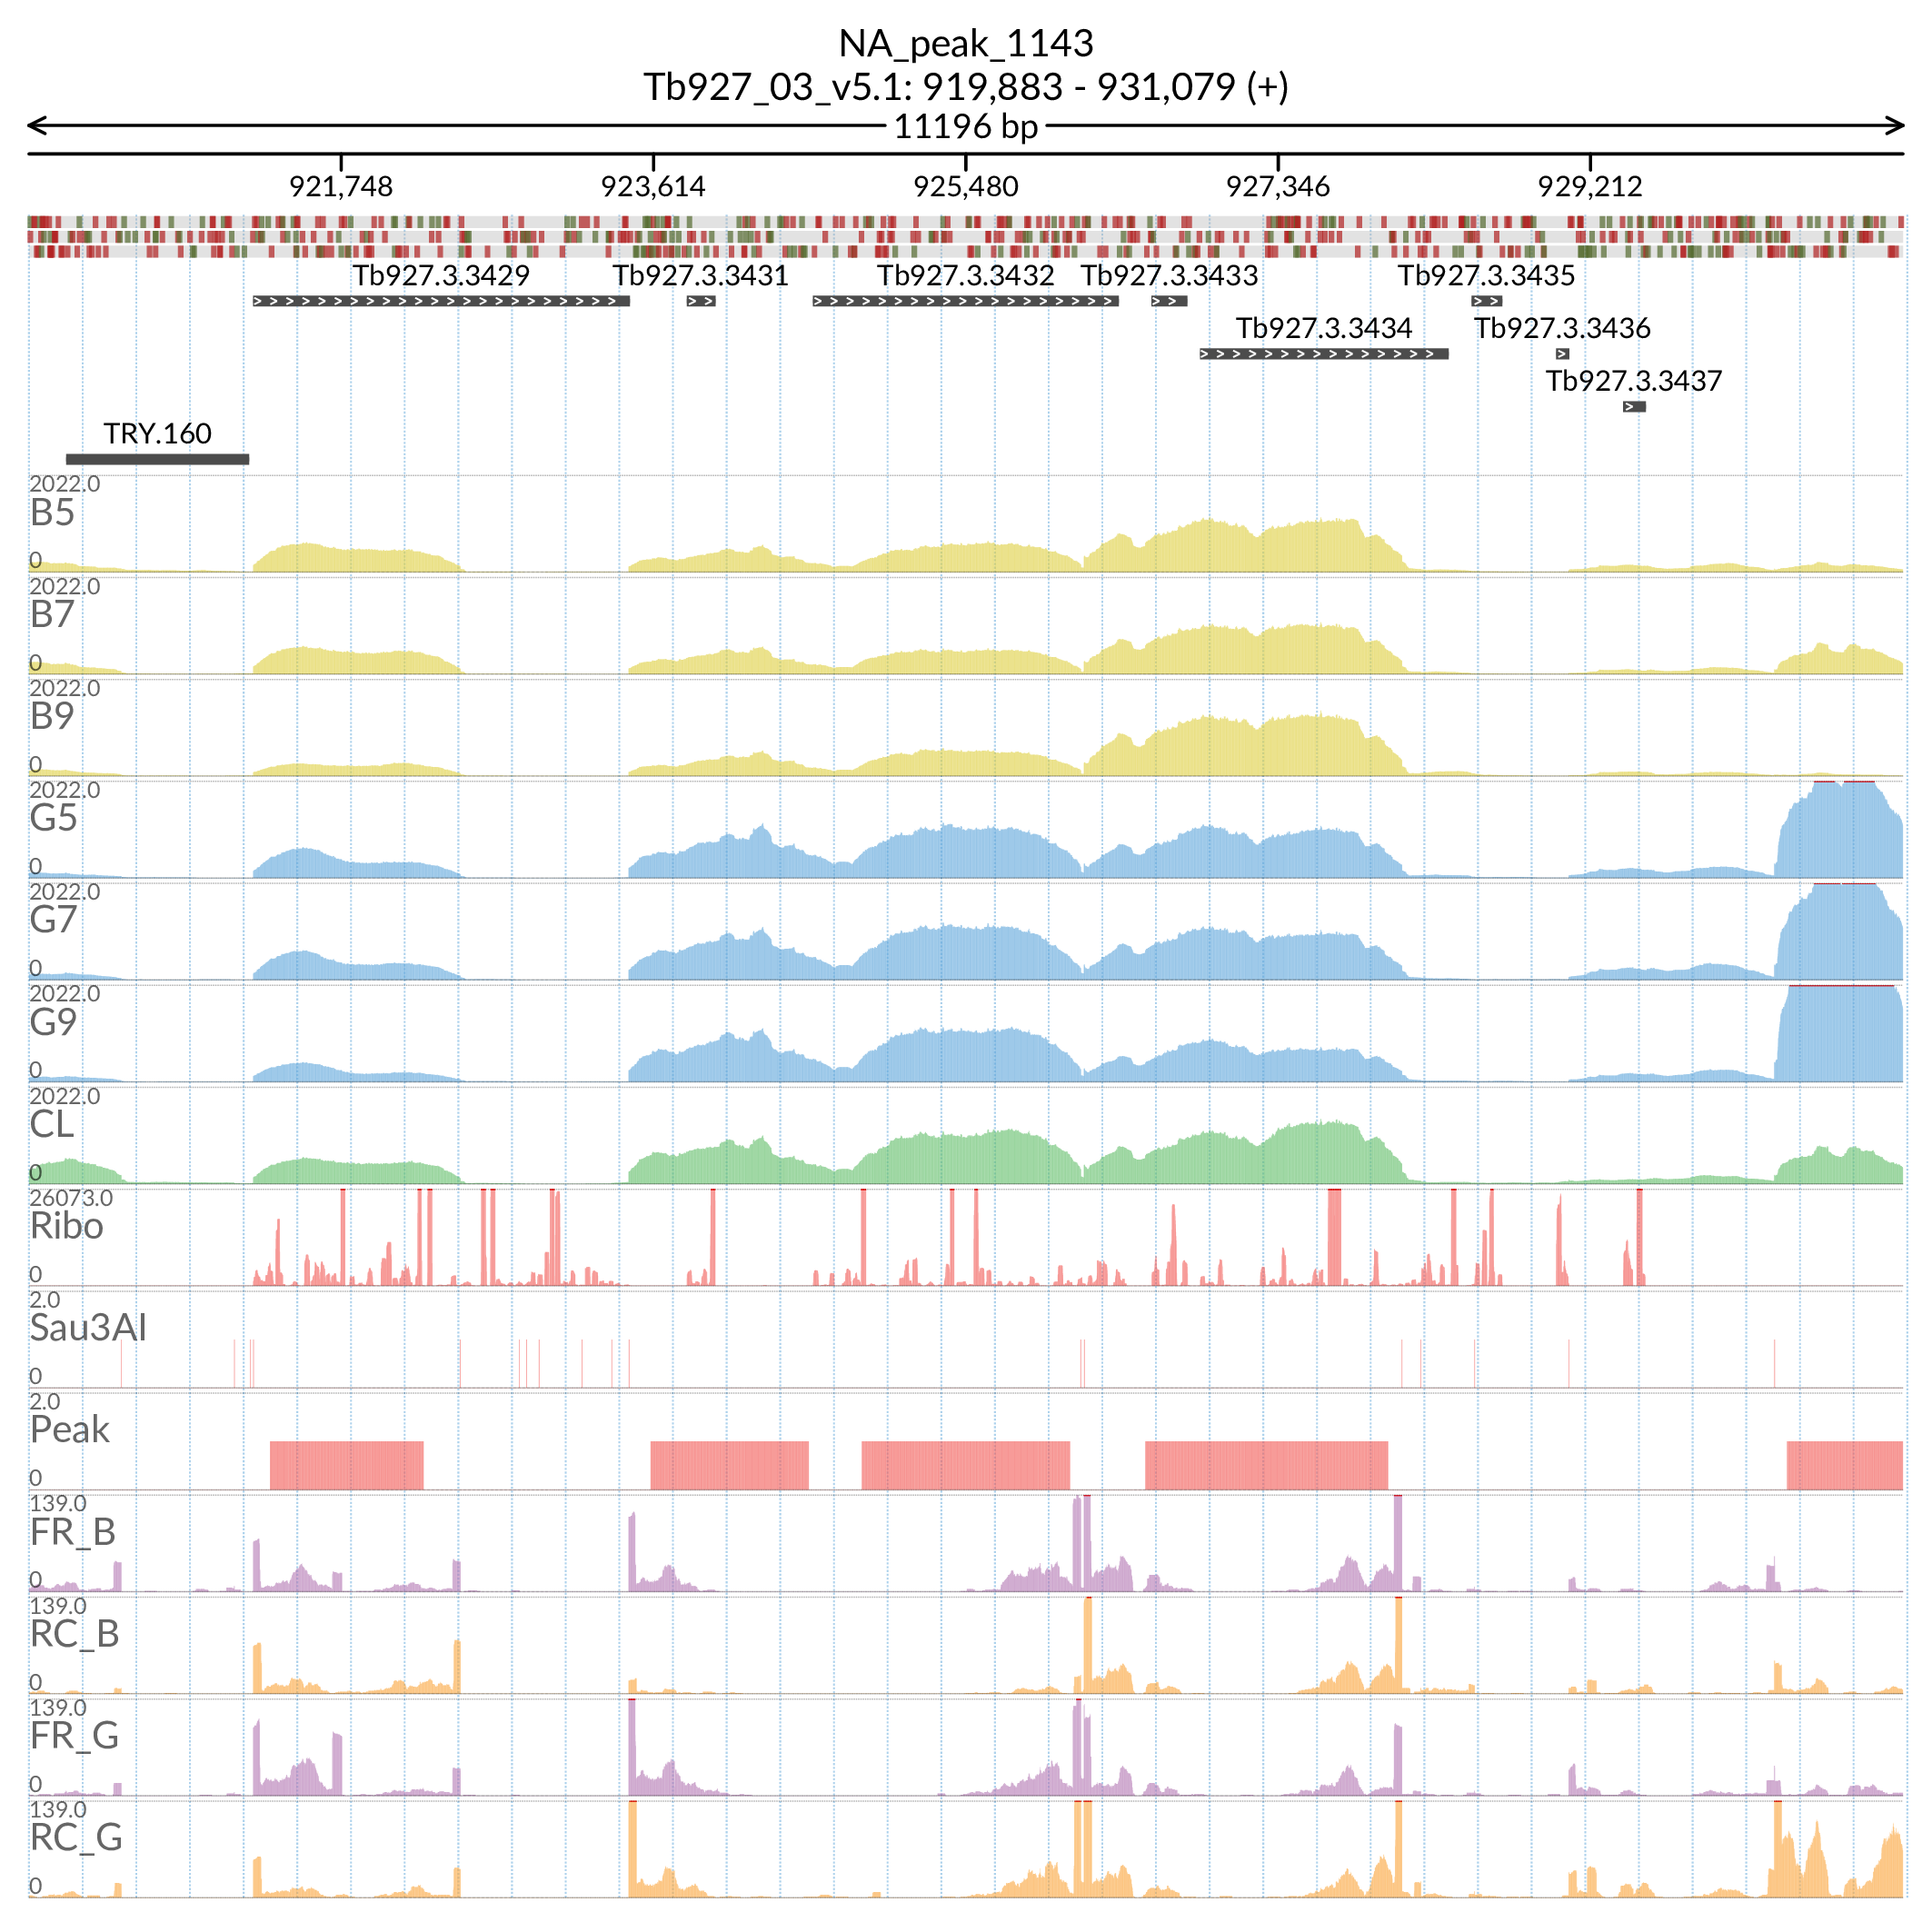 NA_peak_1143
Tb927_03_v5.1: 919,883 - 931,079 (+)
11196 bp
921,748 923,614 925,480 927,346 929,212
Tb927.3.3429 Tb927.3.3431 Tb927.3.3432 Tb927.3.3433 Tb927.3.3435
Tb927.3.3434 Tb927.3.3436
Tb927.3.3437
TRY.160
2022.0
B5
0
2022.0
B7
0
2022.0
B9
0
2022.0
G5
0
2022.0
G7
0
2022.0
G9
0
2022.0
CL
0
26073.0
Ribo
0
2.0
Sau3AI
0
2.0
Peak
0
139.0
FR_B
0
139.0
RC_B
0
139.0
FR_G
0
139.0
RC_G
0